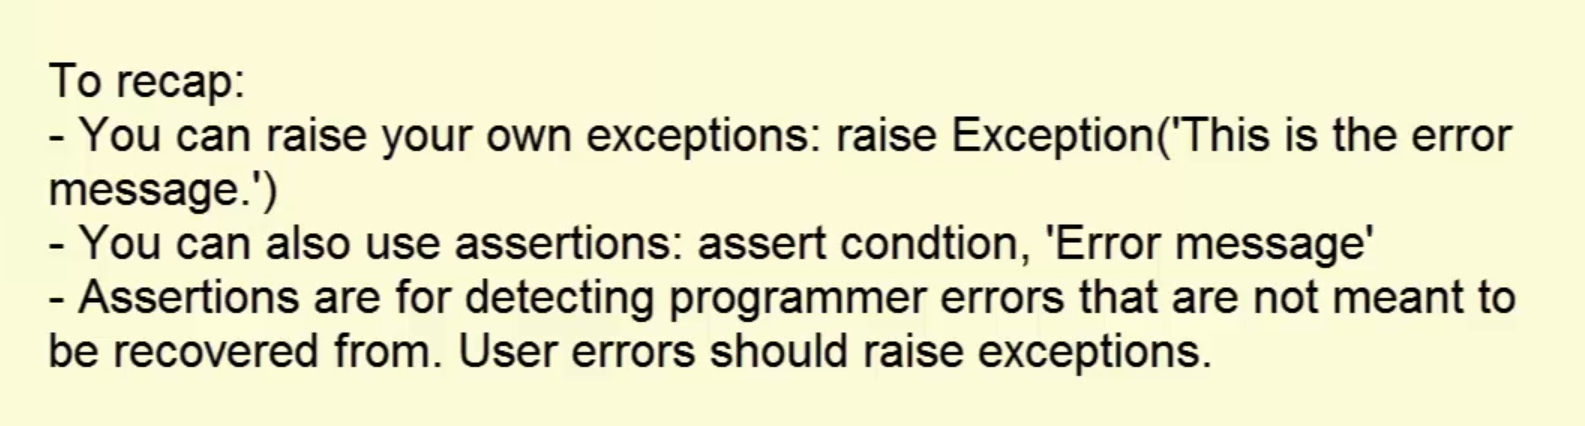 To recap:
- You can raise your own exceptions: raise Exception('This is the error
message.')
- You can also use assertions: assert condtion, 'Error message'
- Assertions are for detecting programmer errors that are not meant to
be recovered from. User errors should raise exceptions.